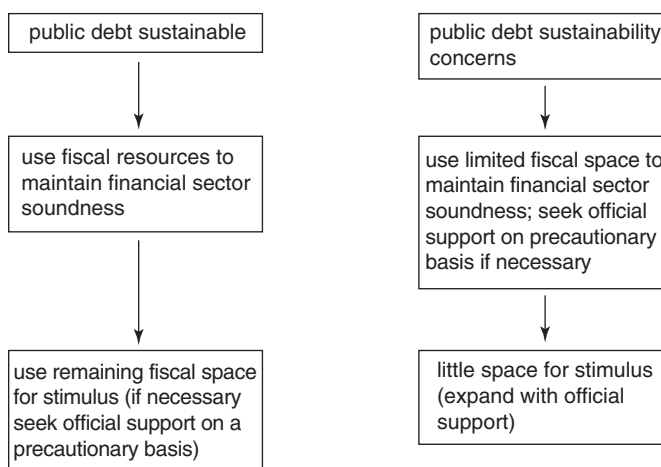 public debt sustainable
use fiscal resources to
maintain financial sector
soundness
use remaining fiscal space
for stimulus (if necessary
seek official support on a
precautionary basis)
public debt sustainability
concerns
use limited fiscal space to
maintain financial sector
soundness; seek official
support on precautionary
basis if necessary
little space for stimulus
(expand with official
support)